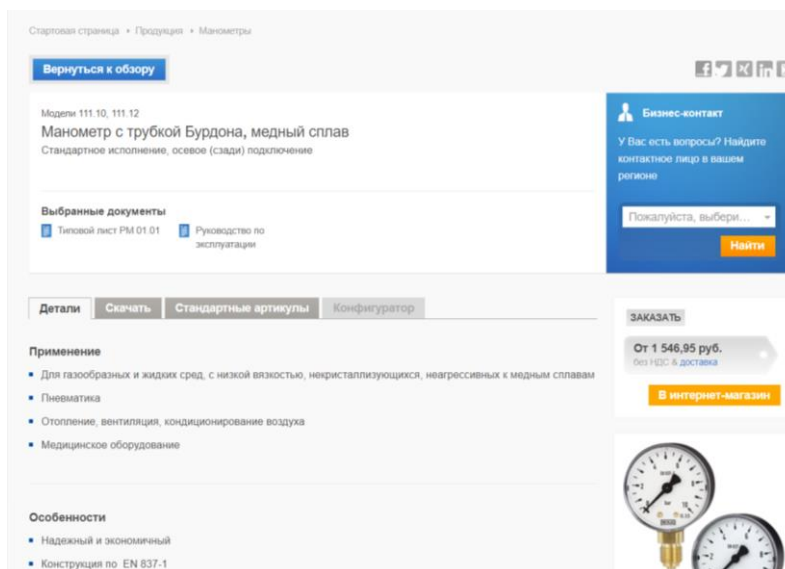 Стартовая страница • Продукция • Манометры
Вернуться к обзору
Модели 111.10, 111.12
Манометр с трубкой Бурдона, медный сплав
Стандартное исполнение, осевое (сзади) подключение
Выбранные документы
Типовой лист PM 01.01
Руководство по
эксплуатации
Бизнес-контакт
У Вас есть вопросы? Найдите
контактное лицо в вашем
регионе
Пожалуйста, выбери...
Найти
Детали
Скачать
Стандартные артикулы
Конфигуратор
Применение
Для газообразных и жидких сред, с низкой вязкостью, некристаллизующихся, неагрессивных к медным сплавам
Пневматика
Отопление, вентиляция, кондиционирование воздуха
Медицинское оборудование
Особенности
Надежный и экономичный
Конструкция по EN 837-1
ЗАКАЗАТЬ
От 1 546,95 руб.
без НДС & доставка
В интернет-магазин